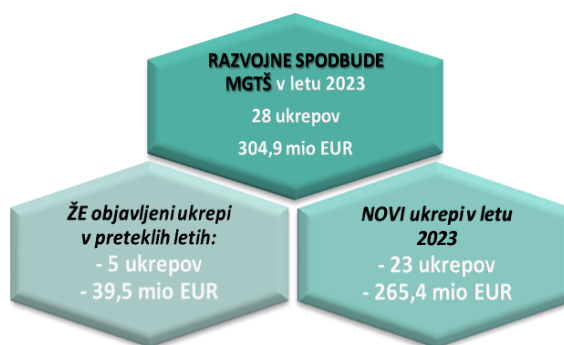 RAZVOJNE SPODBUDE
MGTŠ v letu 2023
28 ukrepov
304,9 mio EUR
ŽE objavljeni ukrepi
v preteklih letih:
- 5 ukrepov
- 39,5 mio EUR
NOVI ukrepi v letu
2023
- 23 ukrepov
- 265,4 mio EUR